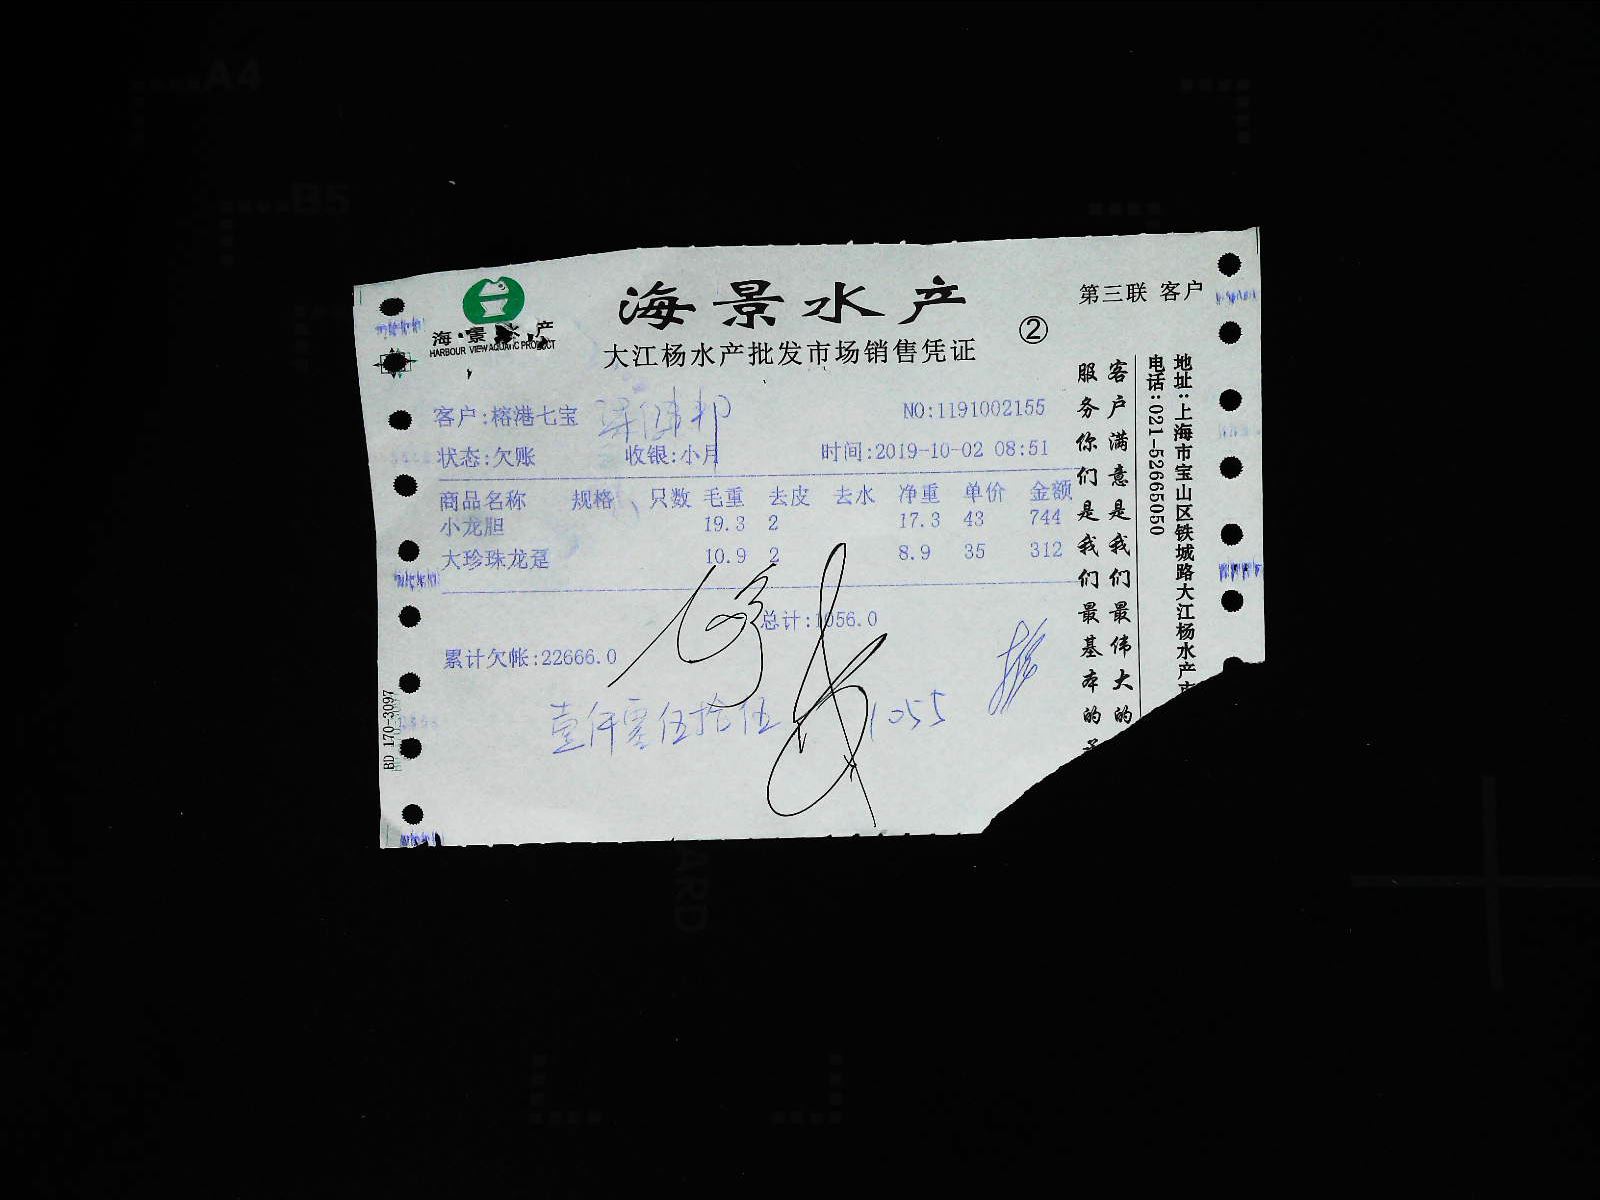 海景水产
第三联 客户
海景水产
HARBOUR VIEW AQUATIC PRODUCT
大江杨水产批发市场销售凭证
②
客户:榕港七宝
NO:1191002155
状态:欠账 收银:小月 时间:2019-10-02 08:51
商品名称 规格 只数 毛重 去皮 去水 净重 单价 金额
小龙胆 19.3 2 17.3 43 744
大珍珠龙趸 10.9 2 8.9 35 312
总计:1056.0
累计欠帐:22666.0
壹仟零伍拾伍 1055
BD 170-3097
客户满意是我们最伟大的
服务你们是我们最基本的
地址:上海市宝山区铁城路大江杨水产市
电话:021-52665050